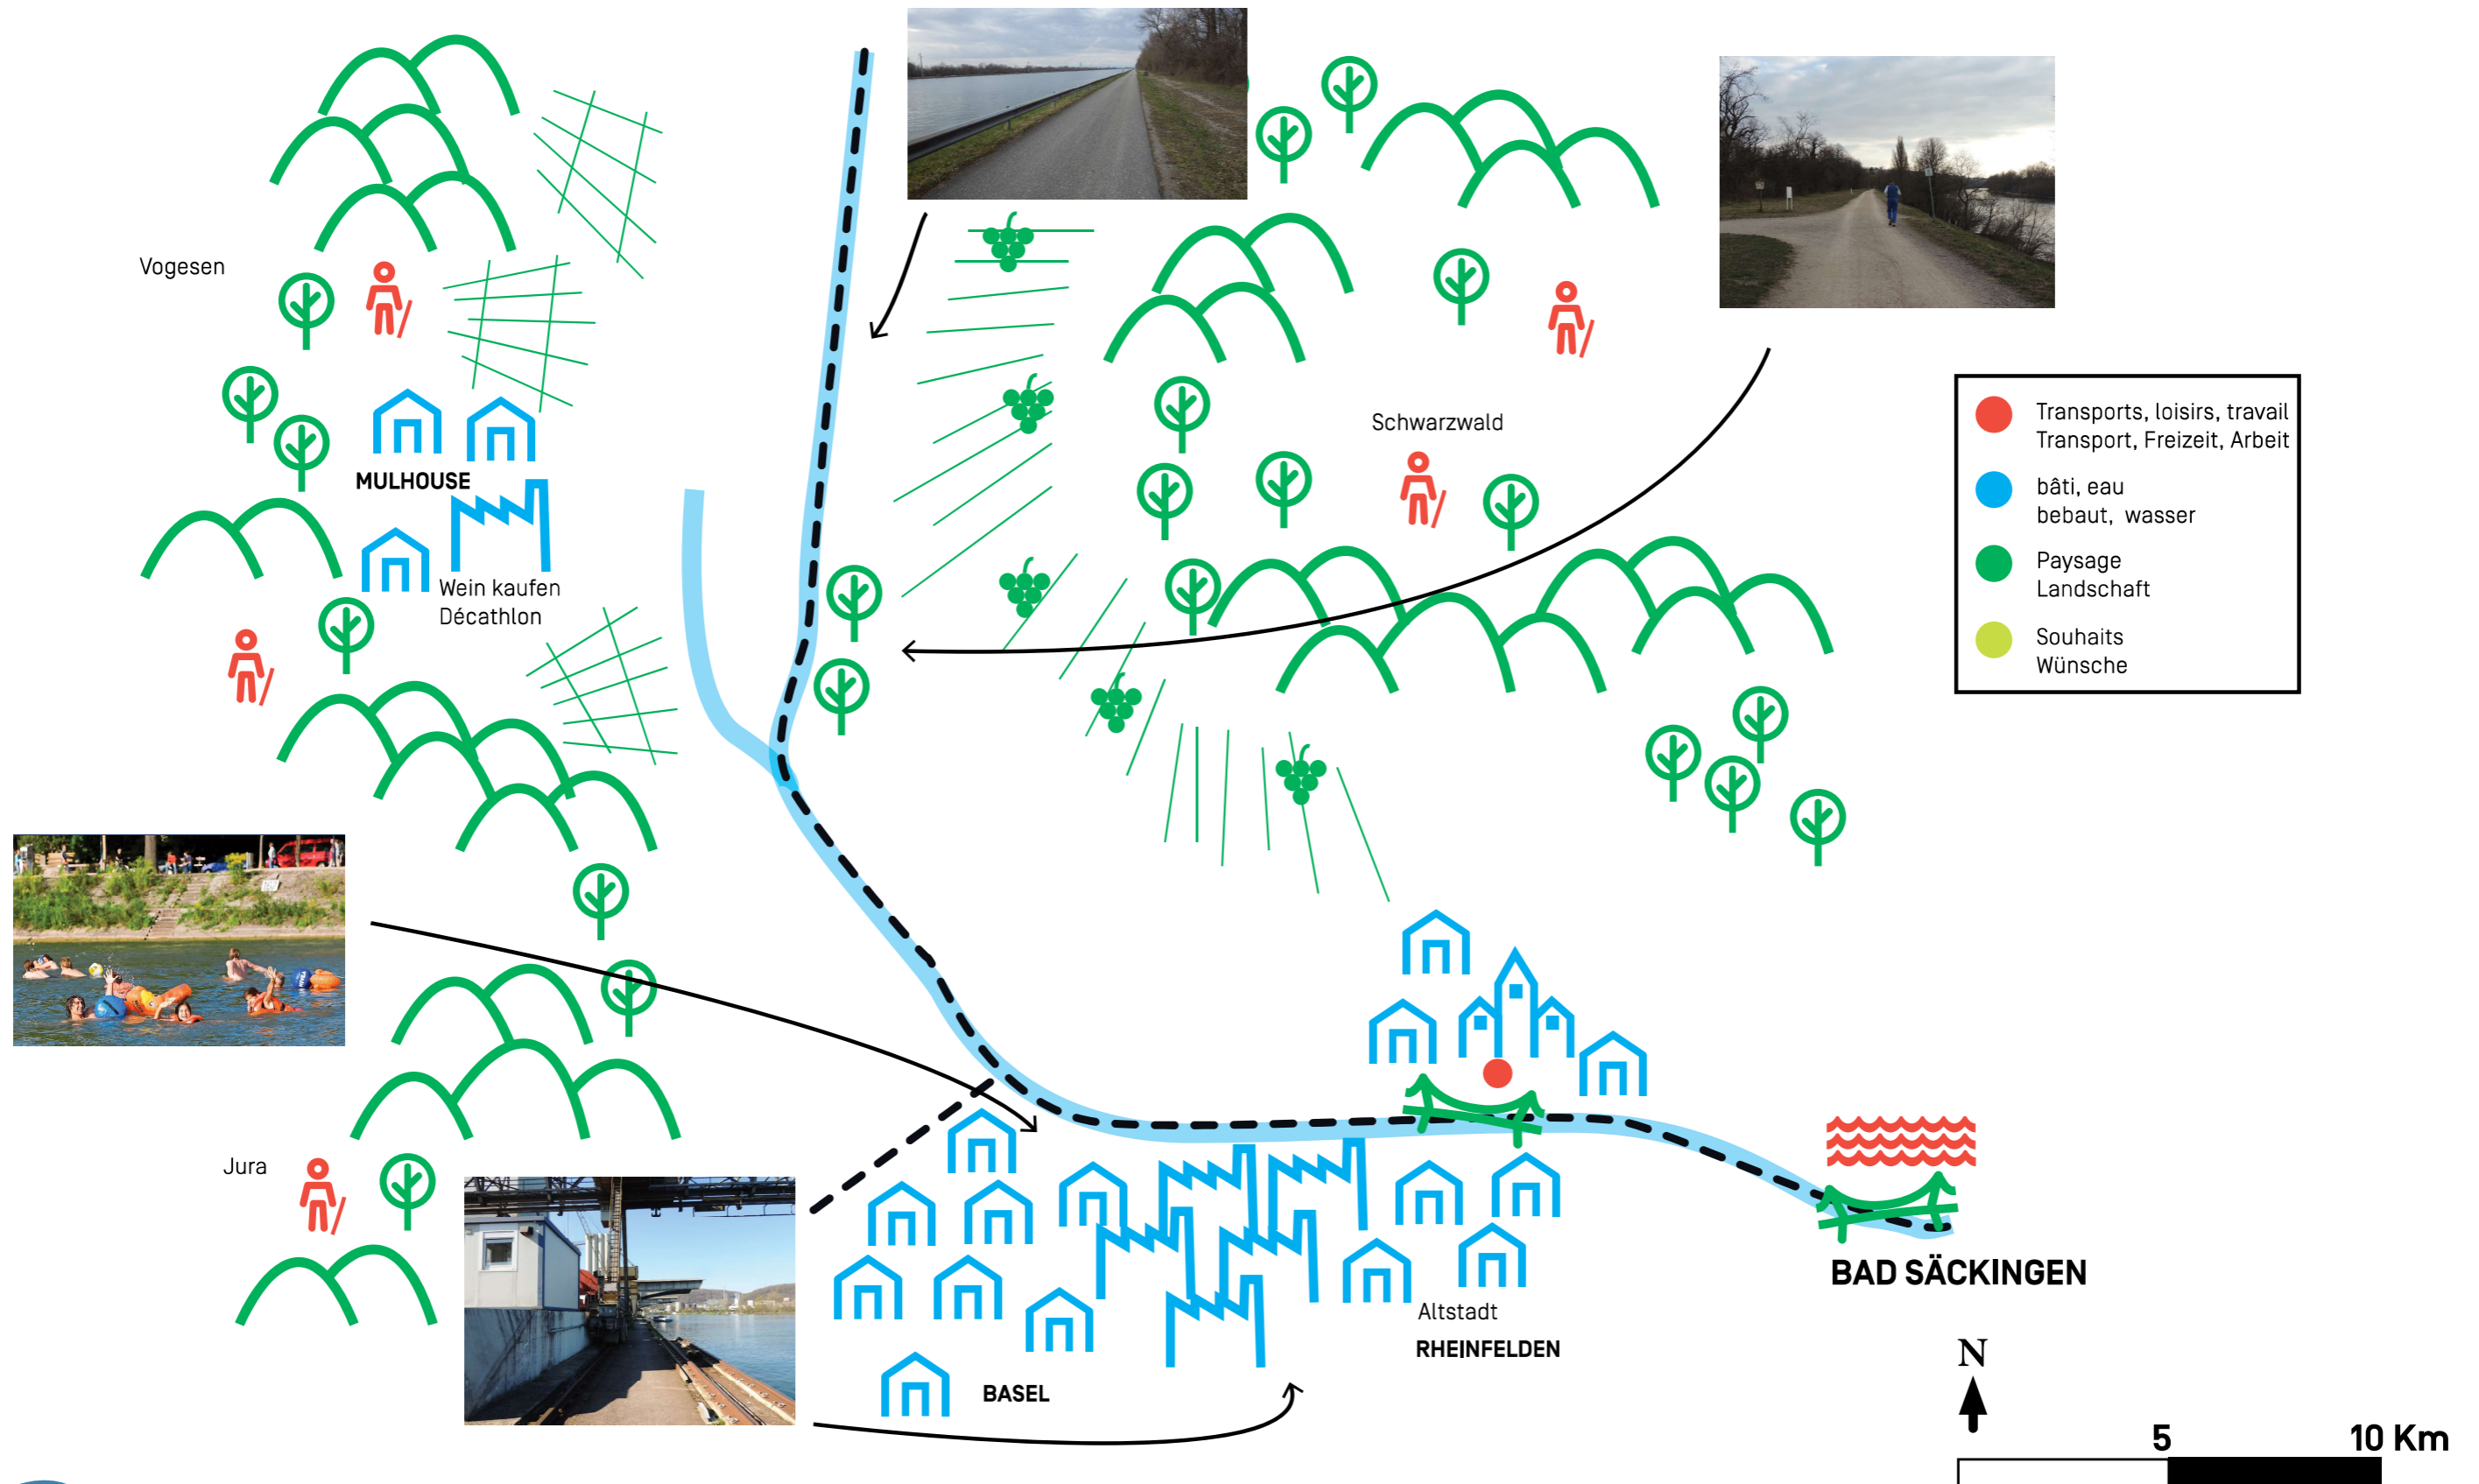 Vogesen
MULHOUSE
Wein kaufen
Décathlon
Schwarzwald
Transports, loisirs, travail
Transport, Freizeit, Arbeit
bâti, eau
bebaut, wasser
Paysage
Landschaft
Souhaits
Wünsche
Jura
Altstadt
RHEINFELDEN
BASEL
BAD SÄCKINGEN
N
5
10 Km